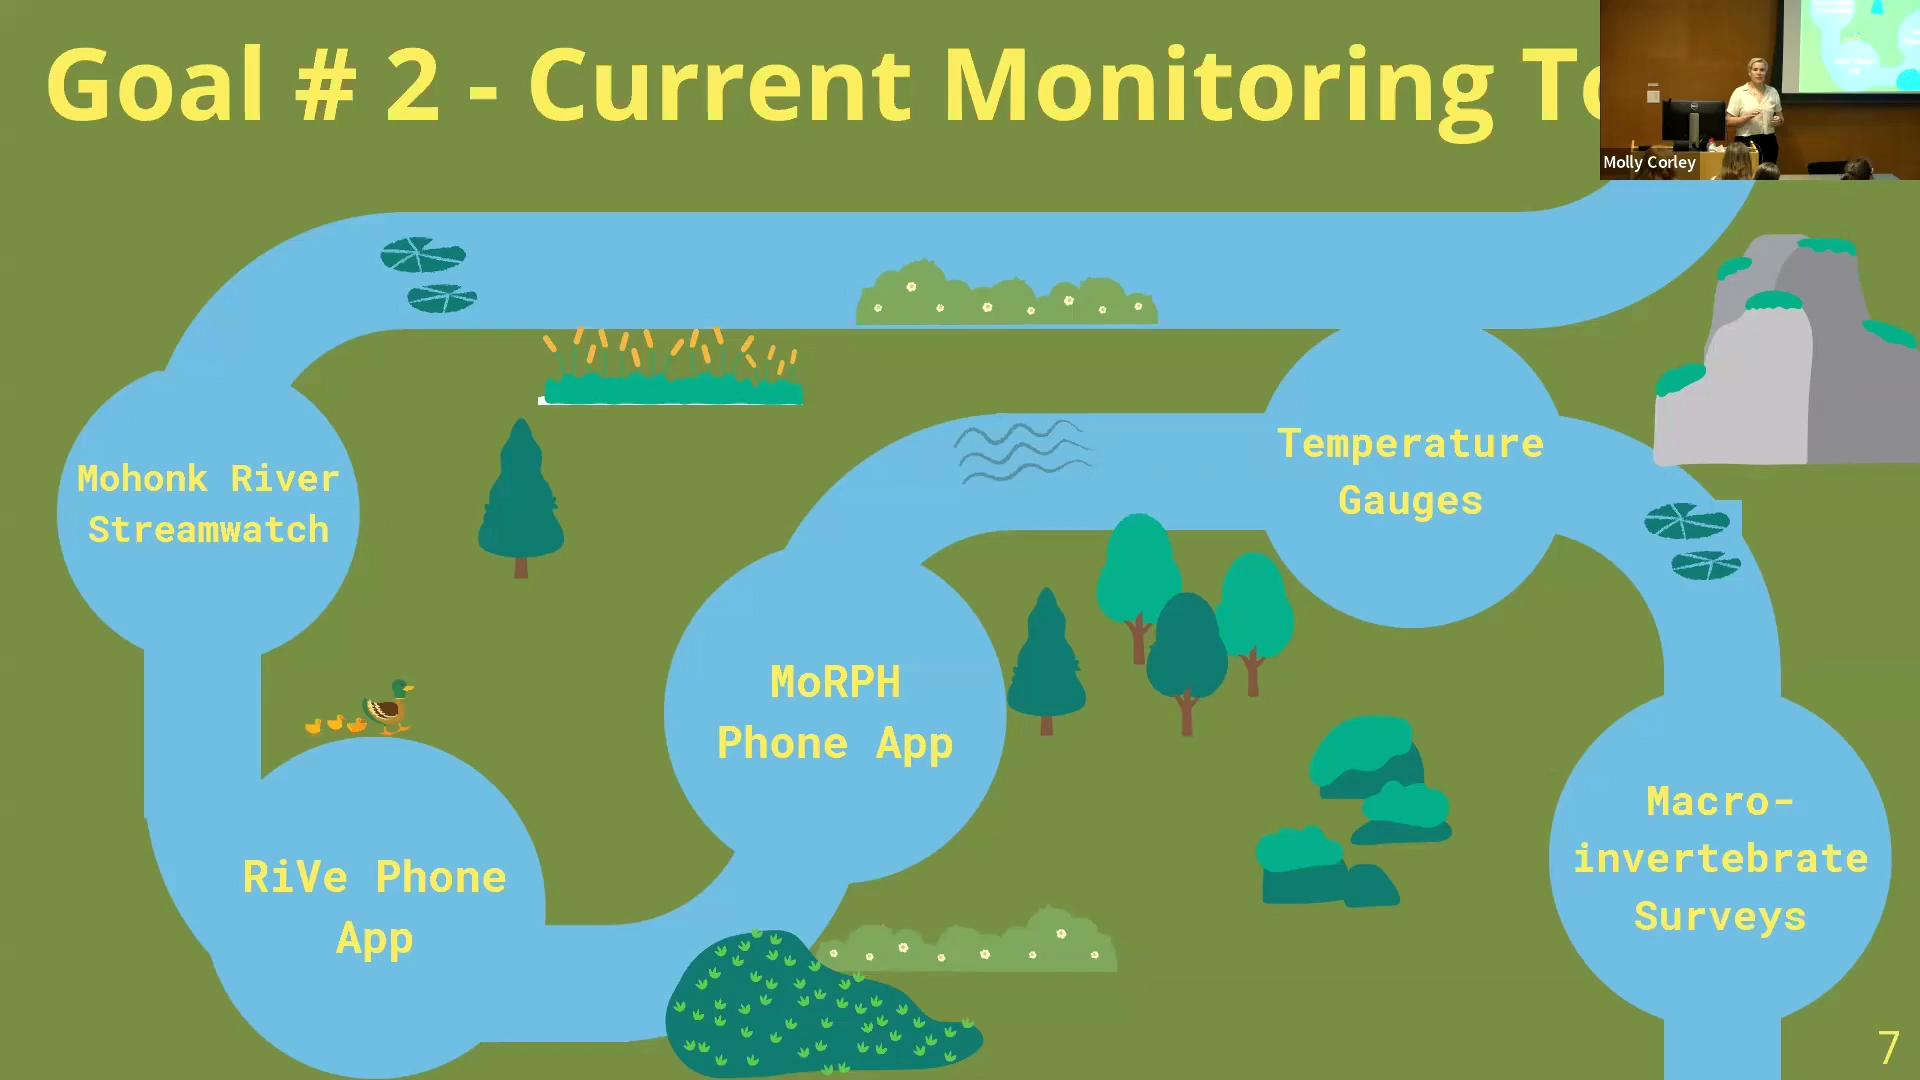 Goal # 2 - Current Monitoring
Molly Corley
Mohonk River
Streamwatch
RiVe Phone
App
MoRPH
Phone App
Temperature
Gauges
Macro-
invertebrate
Surveys
7